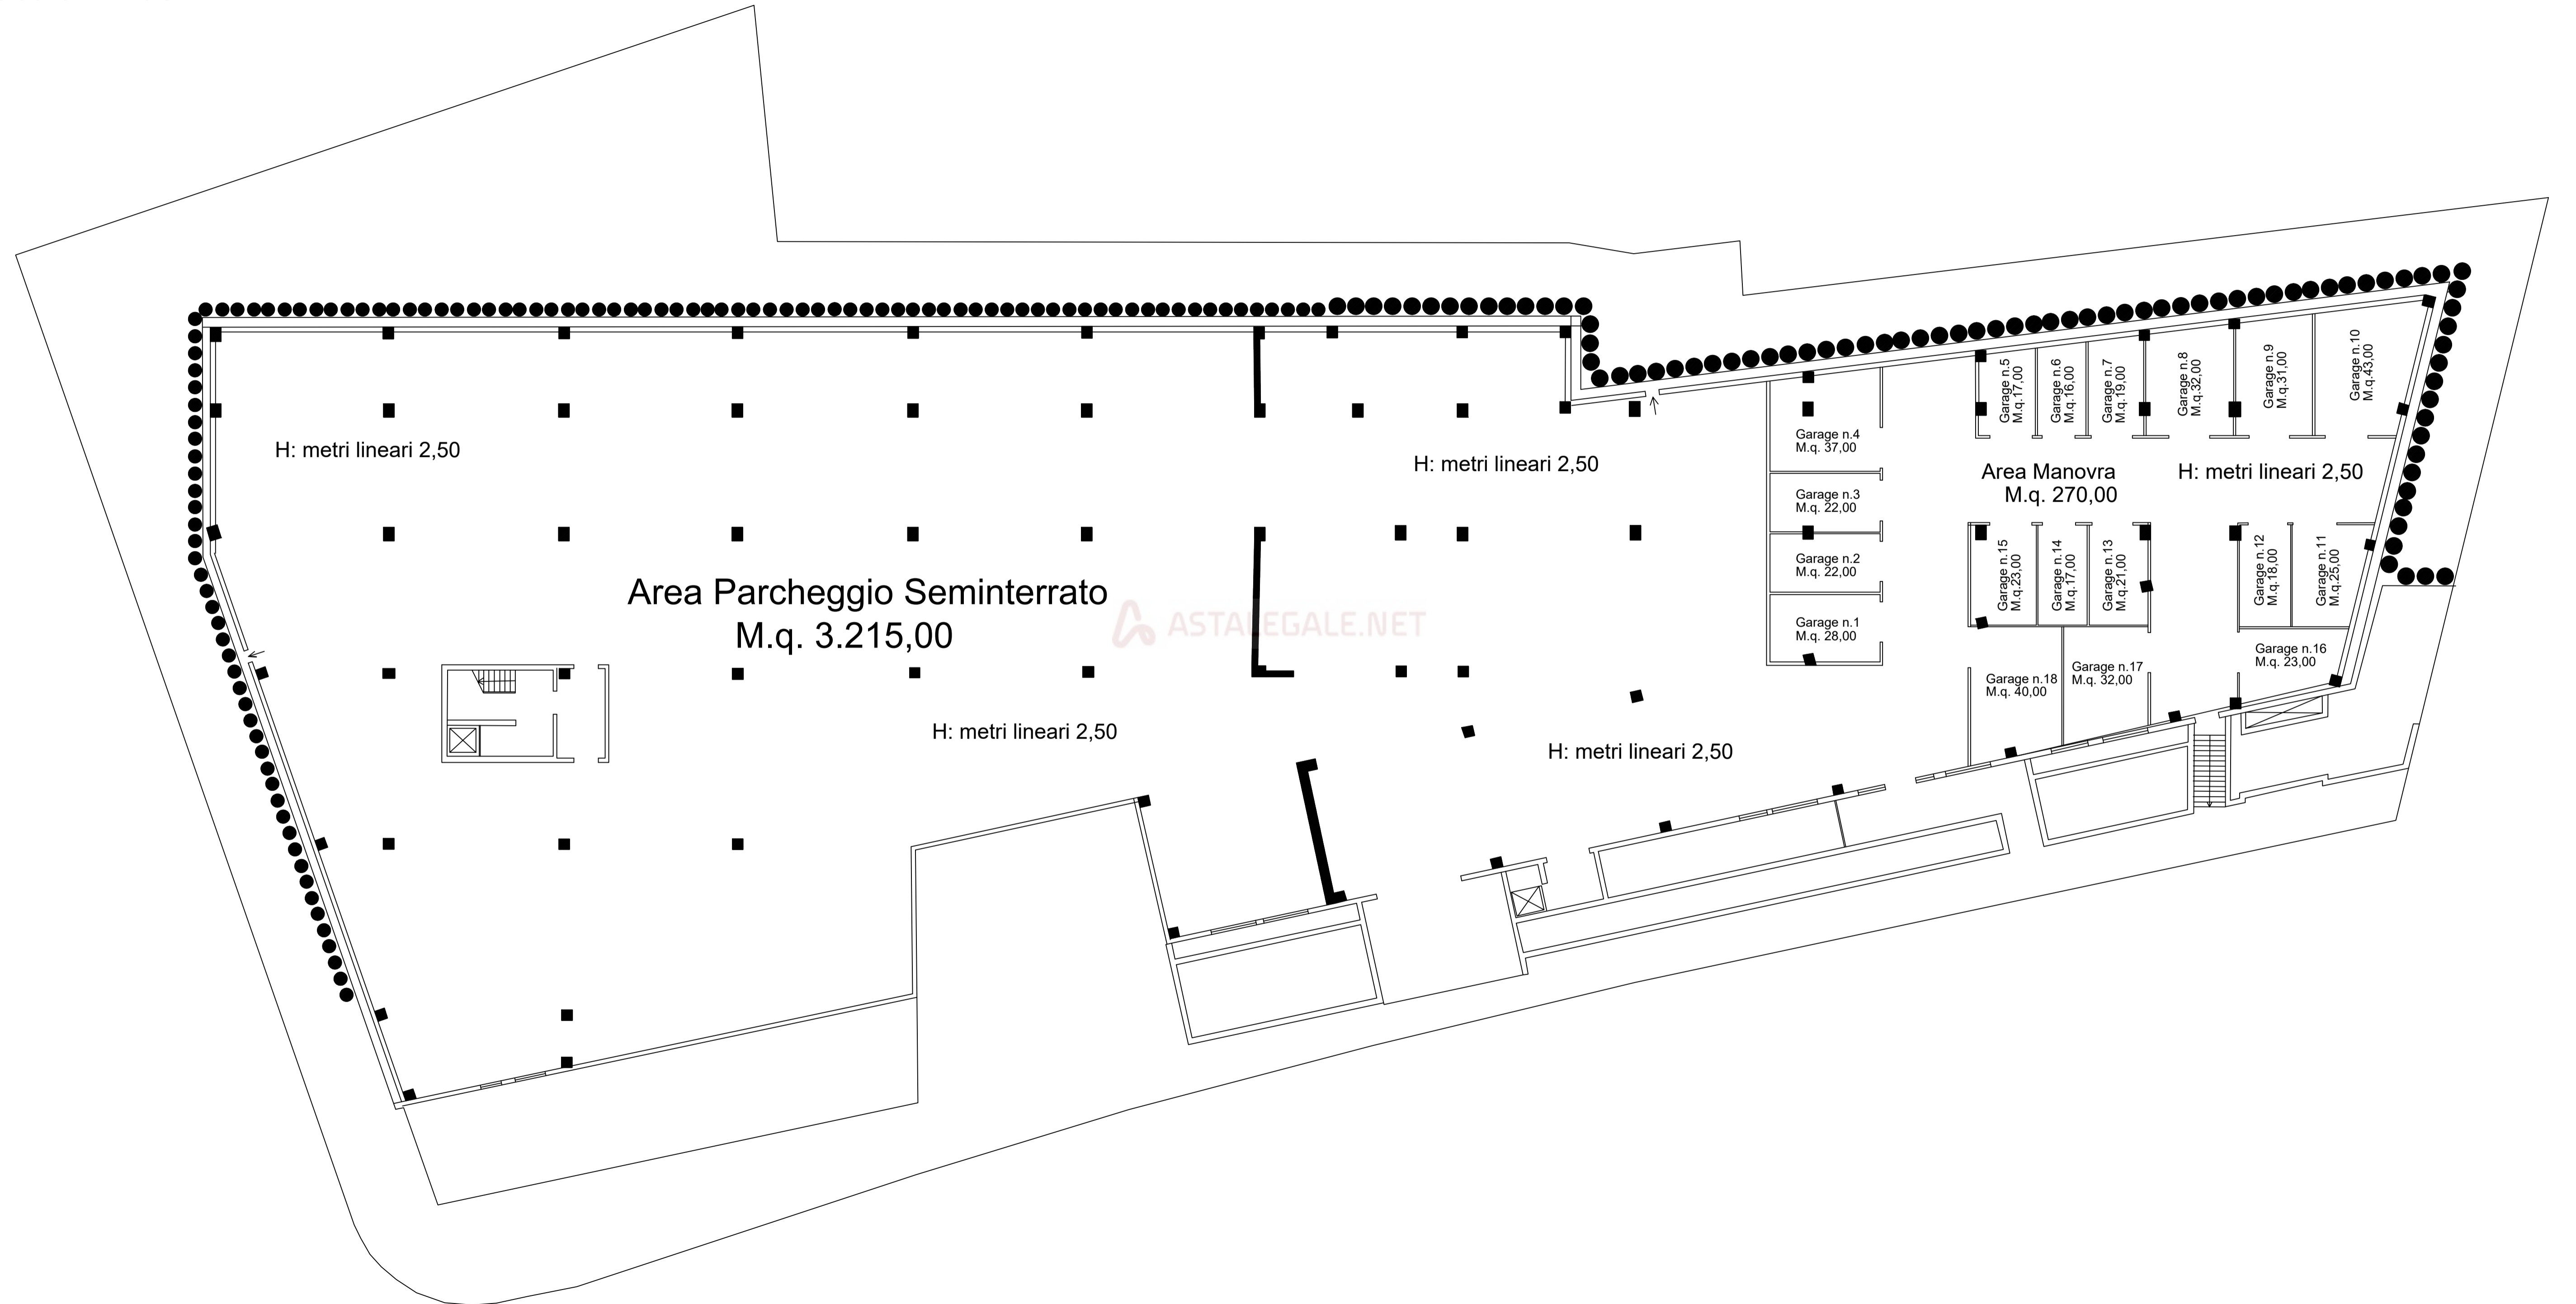 H: metri lineari 2,50
Area Parcheggio Seminterrato
M.q. 3.215,00
H: metri lineari 2,50
ASTALEGALE.NET
H: metri lineari 2,50
H: metri lineari 2,50
Garage n.4
M.q. 37,00
Garage n.3
M.q. 22,00
Garage n.2
M.q. 22,00
Garage n.1
M.q. 28,00
Garage n.5
M.q.17,00
Garage n.6
M.q.16,00
Garage n.7
M.q.19,00
Garage n.8
M.q.32,00
Garage n.9
M.q.31,00
Garage n.10
M.q.43,00
Area Manovra
M.q. 270,00
H: metri lineari 2,50
Garage n.15
M.q.23,00
Garage n.14
M.q.17,00
Garage n.13
M.q.21,00
Garage n.12
M.q.18,00
Garage n.11
M.q.25,00
Garage n.16
M.q. 23,00
Garage n.18
M.q. 40,00
Garage n.17
M.q. 32,00